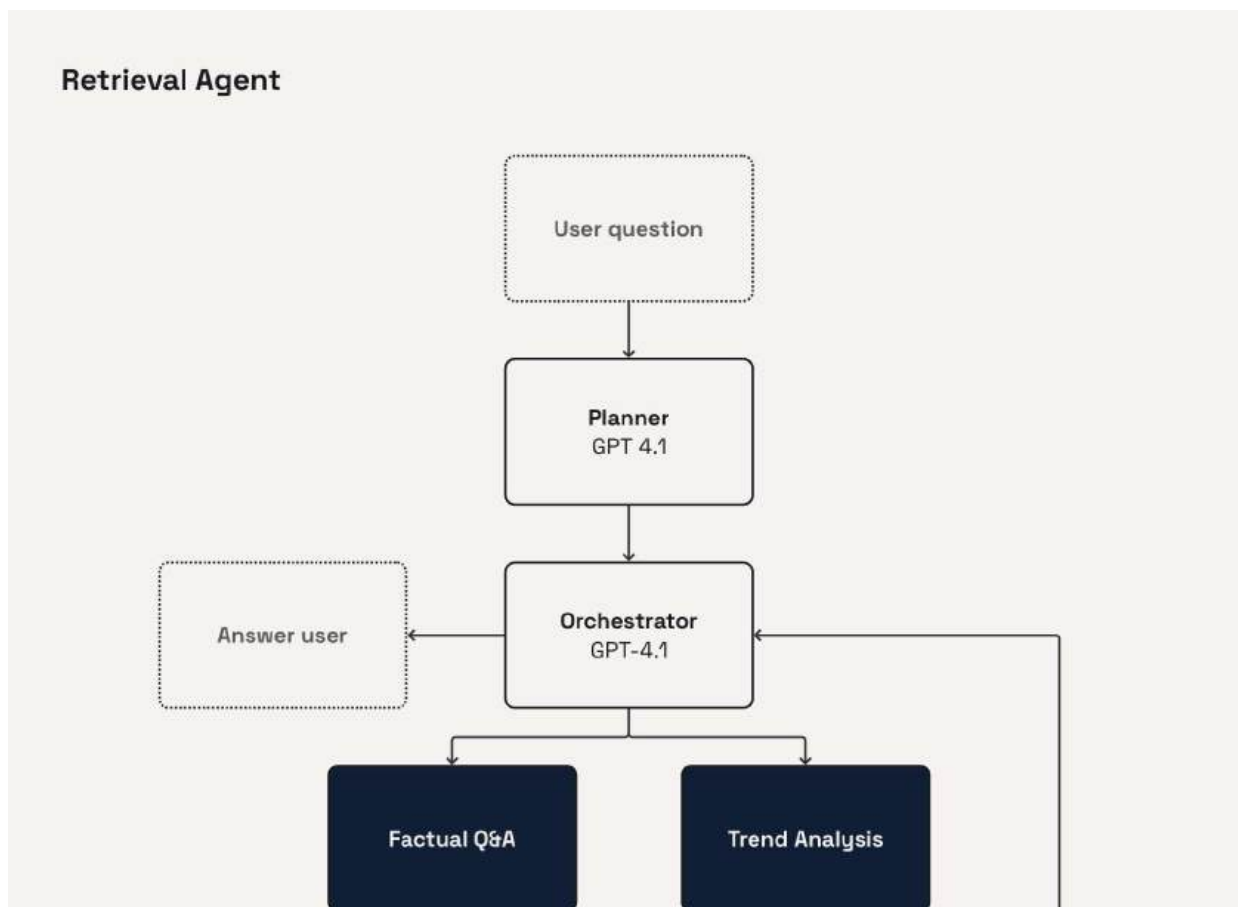 Retrieval Agent
User question
Planner
GPT 4.1
Answer user
Orchestrator
GPT-4.1
Factual Q&A
Trend Analysis